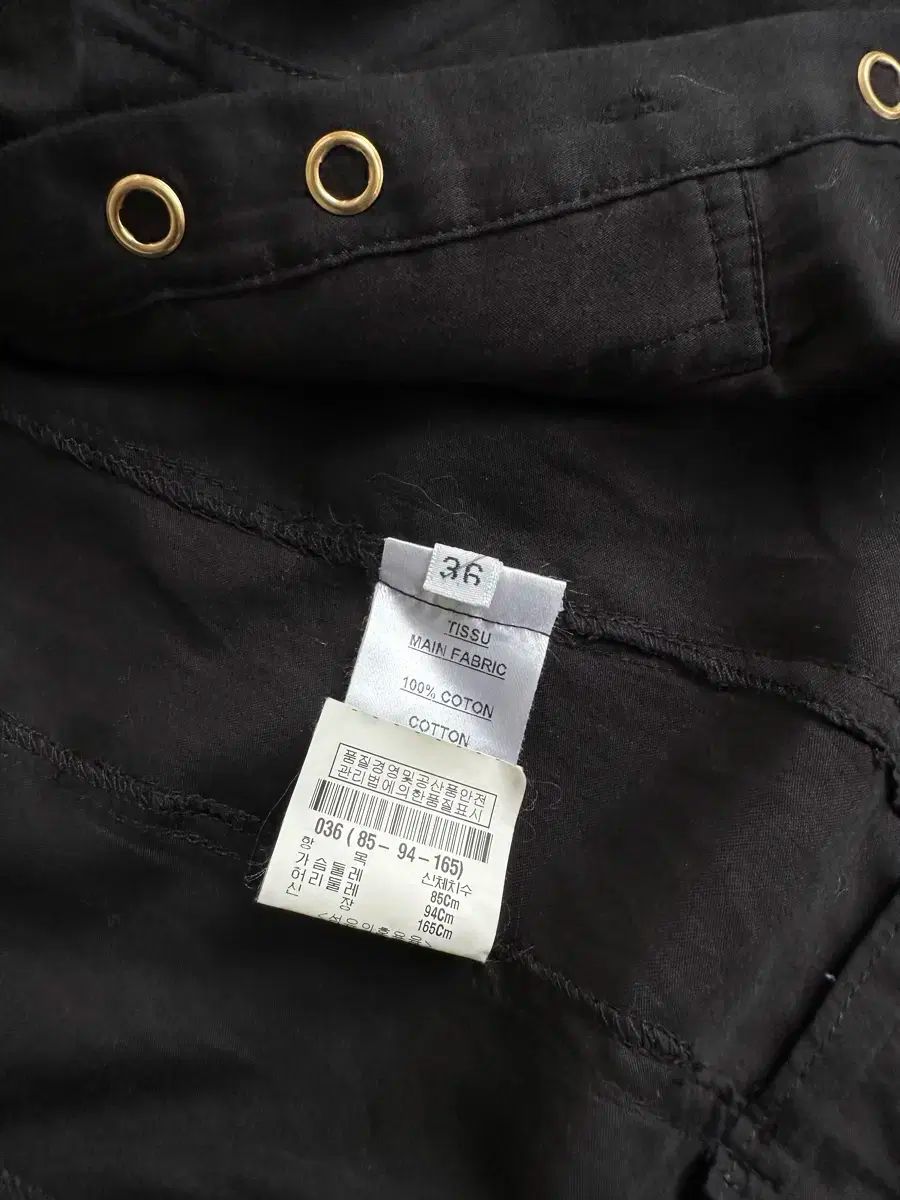 36
TISSU
MAIN FABRIC
100% COTON
COTTON
품질경영및공산품안전
관리법에의한품질표시
036 ( 85- 94-165)
항 목 신체치수
가슴둘레 85Cm
허리둘레 94Cm
신 장 165Cm